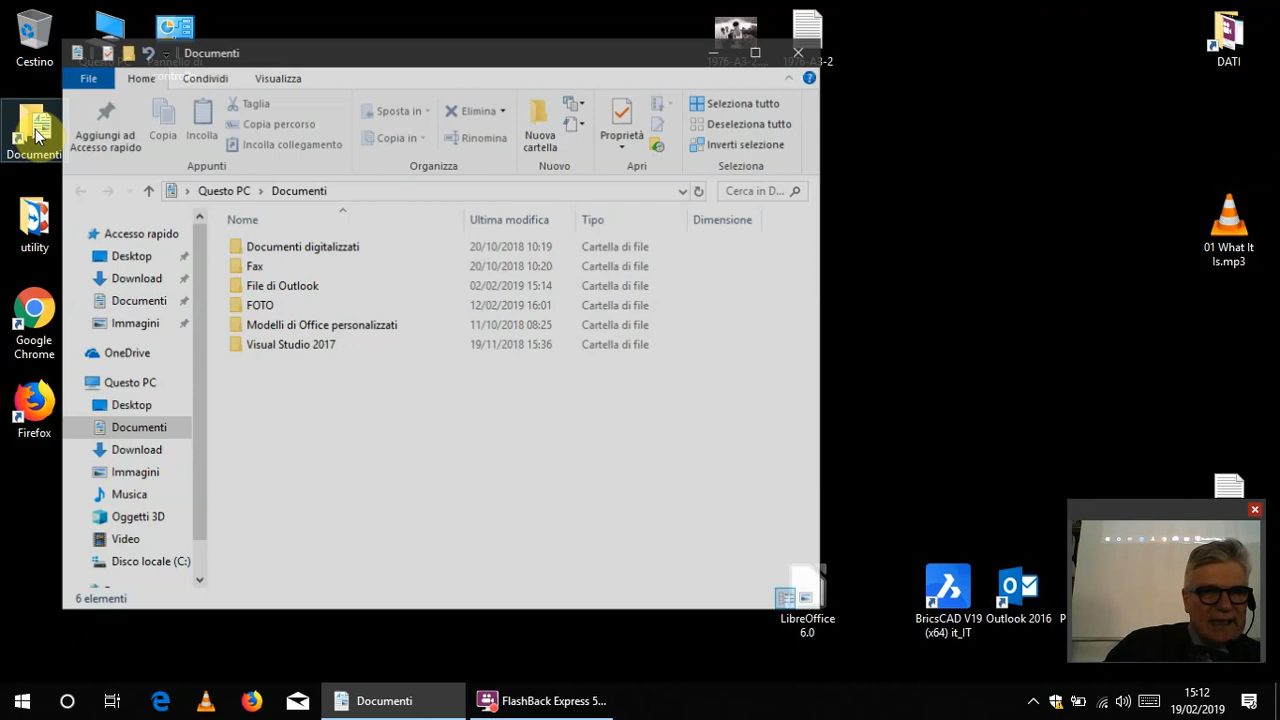 Cestino
Questo PC
Pannello di
controllo
1976-A3-2
1976-A3-2
DATI
Documenti
File
Home
Condividi
Visualizza
Aggiungi ad
Accesso rapido
Copia
Incolla
Taglia
Copia percorso
Incolla collegamento
Appunti
Sposta in
Copia in
Elimina
Rinomina
Organizza
Nuova
cartella
Nuovo
Proprietà
Apri
Seleziona tutto
Deseleziona tutto
Inverti selezione
Seleziona
Documenti
Questo PC > Documenti
Cerca in D...
Nome
Ultima modifica
Tipo
Dimensione
Documenti digitalizzati 20/10/2018 10:19 Cartella di file
Fax 20/10/2018 10:20 Cartella di file
File di Outlook 02/02/2019 15:14 Cartella di file
FOTO 12/02/2019 16:01 Cartella di file
Modelli di Office personalizzati 11/10/2018 08:25 Cartella di file
Visual Studio 2017 19/11/2018 15:36 Cartella di file
Accesso rapido
Desktop
Download
Documenti
Immagini
OneDrive
Questo PC
Desktop
Documenti
Download
Immagini
Musica
Oggetti 3D
Video
Disco locale (C:)
6 elementi
utility
Google
Chrome
Firefox
01 What It
Is.mp3
LibreOffice
6.0
BricsCAD V19
(x64) it_IT
Outlook 2016
P
Documenti
FlashBack Express 5...
15:12
19/02/2019